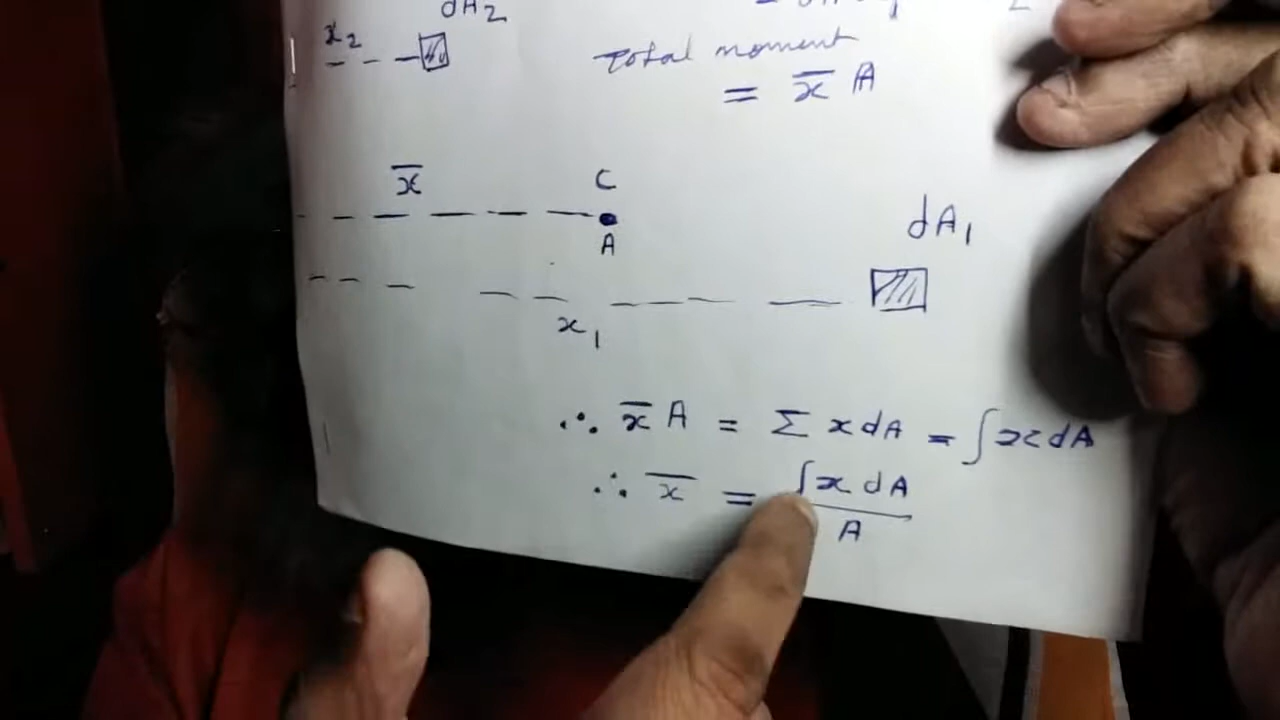 dA₂
x₂
total moment
= x̅ A
x̅
C
A
dA₁
x₁
∴ x̅ A = Σ x dA = ∫ x dA
∴ x̅ = ∫ x dA / A